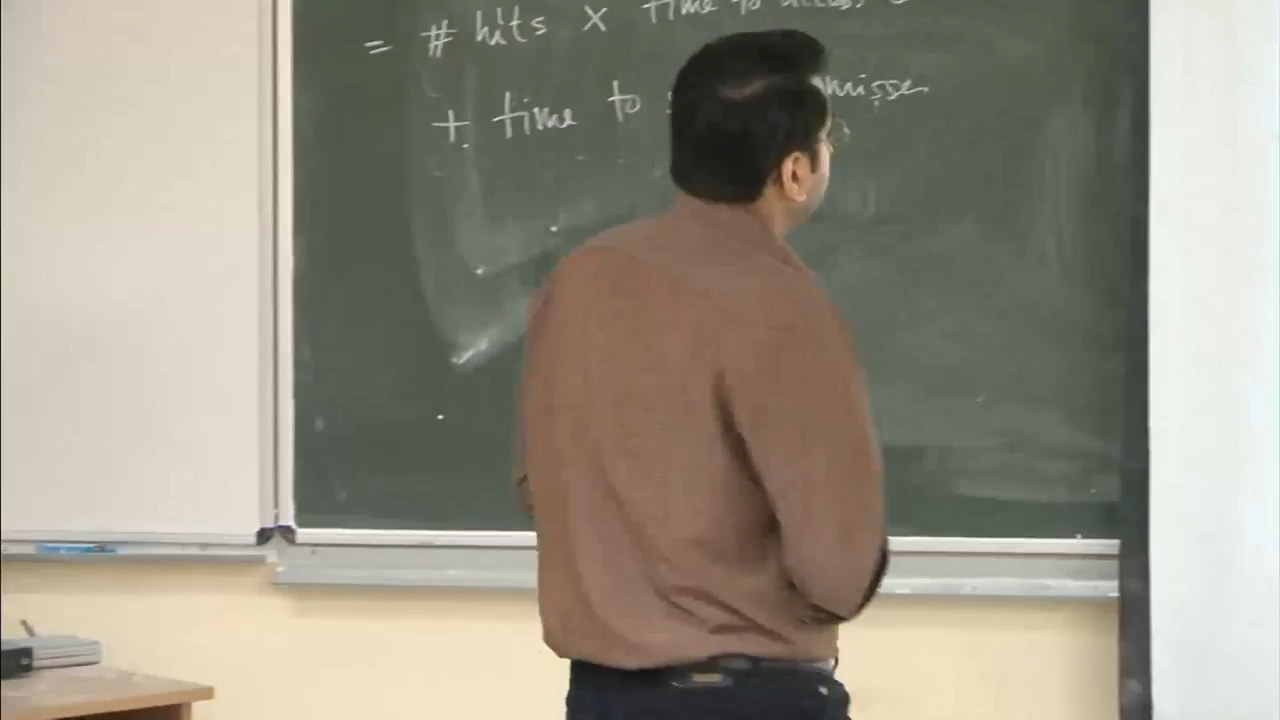 = # hits × time to access
+ time to misses